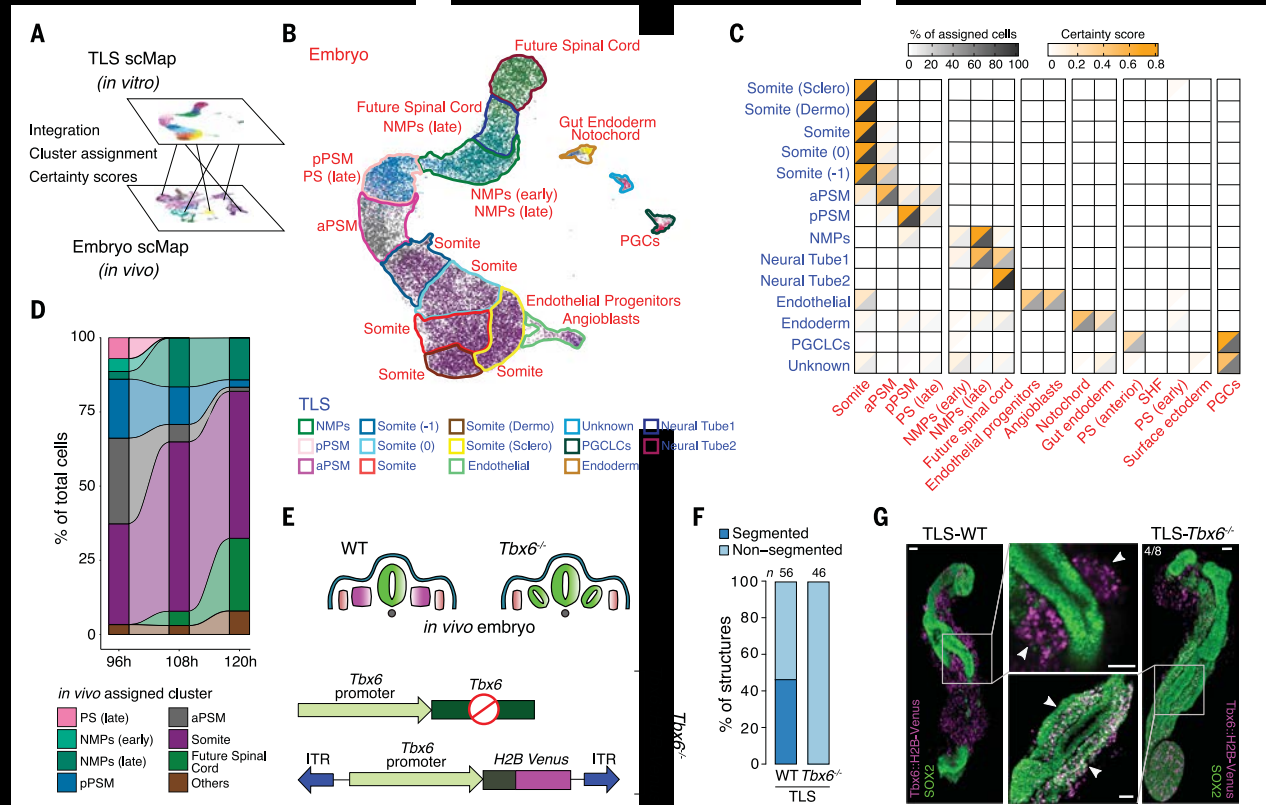 A
TLS scMap
(in vitro)
Integration
Cluster assignment
Certainty scores
Embryo scMap
(in vivo)
B
Embryo
Future Spinal Cord
Future Spinal Cord
NMPs (late)
Gut Endoderm
Notochord
pPSM
PS (late)
NMPs (early)
NMPs (late)
aPSM
PGCs
Somite
Somite
Endothelial Progenitors
Angioblasts
Somite
Somite
Somite
TLS
NMPs
Somite (-1)
Somite (Dermo)
Unknown
Neural Tube1
pPSM
Somite (0)
Somite (Sclero)
PGCLCs
Neural Tube2
aPSM
Somite
Endothelial
Endoderm
C
% of assigned cells
0 20 40 60 80 100
Certainty score
0 0.2 0.4 0.6 0.8
Somite (Sclero)
Somite (Dermo)
Somite
Somite (0)
Somite (-1)
aPSM
pPSM
NMPs
Neural Tube1
Neural Tube2
Endothelial
Endoderm
PGCLCs
Unknown
Somite
aPSM
pPSM
PS (late)
NMPs (early)
NMPs (late)
Future spinal cord
Endothelial progenitors
Angioblasts
Notochord
Gut endoderm
PS (anterior)
SHF
PS (early)
Surface ectoderm
PGCs
D
% of total cells
100
75
50
25
0
96h 108h 120h
in vivo assigned cluster
PS (late)
NMPs (early)
NMPs (late)
pPSM
aPSM
Somite
Future Spinal
Cord
Others
E
WT
Tbx6-/-
in vivo embryo
Tbx6
promoter
Tbx6
ITR
Tbx6
promoter
H2B Venus
ITR
Tbx6-/-
F
Segmented
Non-segmented
n 56 46
% of structures
100
80
60
40
20
0
WT Tbx6-/-
TLS
G
TLS-WT
TLS-Tbx6-/-
4/8
Tbx6::H2B-Venus
SOX2
Tbx6::H2B-Venus
SOX2